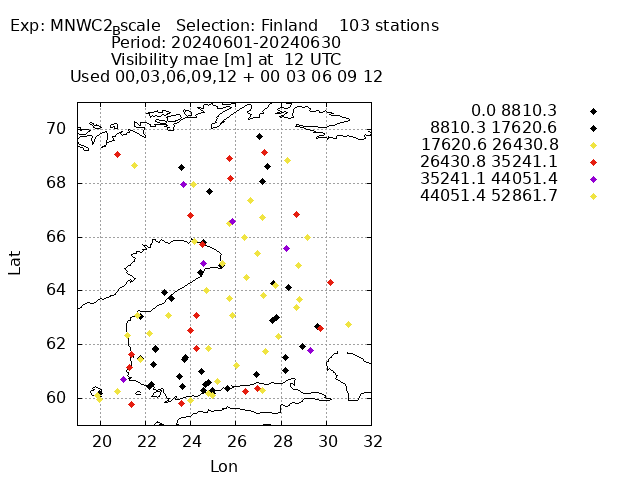 Exp: MNWC2Bscale   Selection: Finland    103 stations
Period: 20240601-20240630
Visibility mae [m] at  12 UTC
Used 00,03,06,09,12 + 00 03 06 09 12
0.0 8810.3
8810.3 17620.6
17620.6 26430.8
26430.8 35241.1
35241.1 44051.4
44051.4 52861.7
70
68
66
64
62
60
Lat
20 22 24 26 28 30 32
Lon